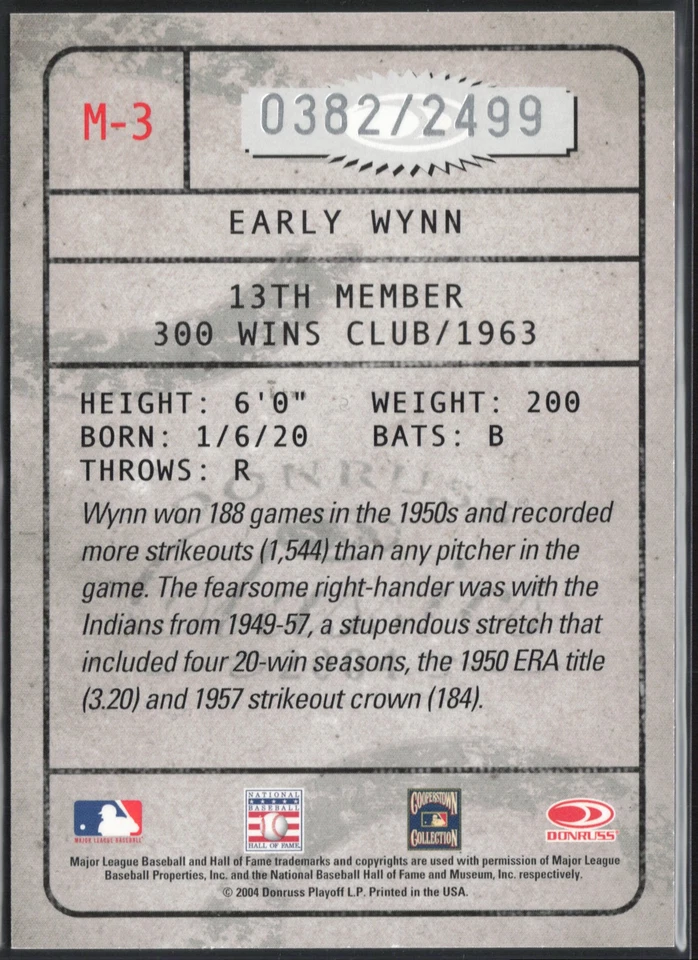 M-3
0382/2499
EARLY WYNN
13TH MEMBER
300 WINS CLUB/1963
HEIGHT: 6'0" WEIGHT: 200
BORN: 1/6/20 BATS: B
THROWS: R
DONRUSS
Wynn won 188 games in the 1950s and recorded
more strikeouts (1,544) than any pitcher in the
game. The fearsome right-hander was with the
Indians from 1949-57, a stupendous stretch that
included four 20-win seasons, the 1950 ERA title
(3.20) and 1957 strikeout crown (184).
2004
MAJOR LEAGUE BASEBALL
NATIONAL
BASEBALL
HALL OF FAME
COOPERSTOWN
COLLECTION
DONRUSS
Major League Baseball and Hall of Fame trademarks and copyrights are used with permission of Major League
Baseball Properties, Inc. and the National Baseball Hall of Fame and Museum, Inc. respectively.
© 2004 Donruss Playoff L.P. Printed in the USA.